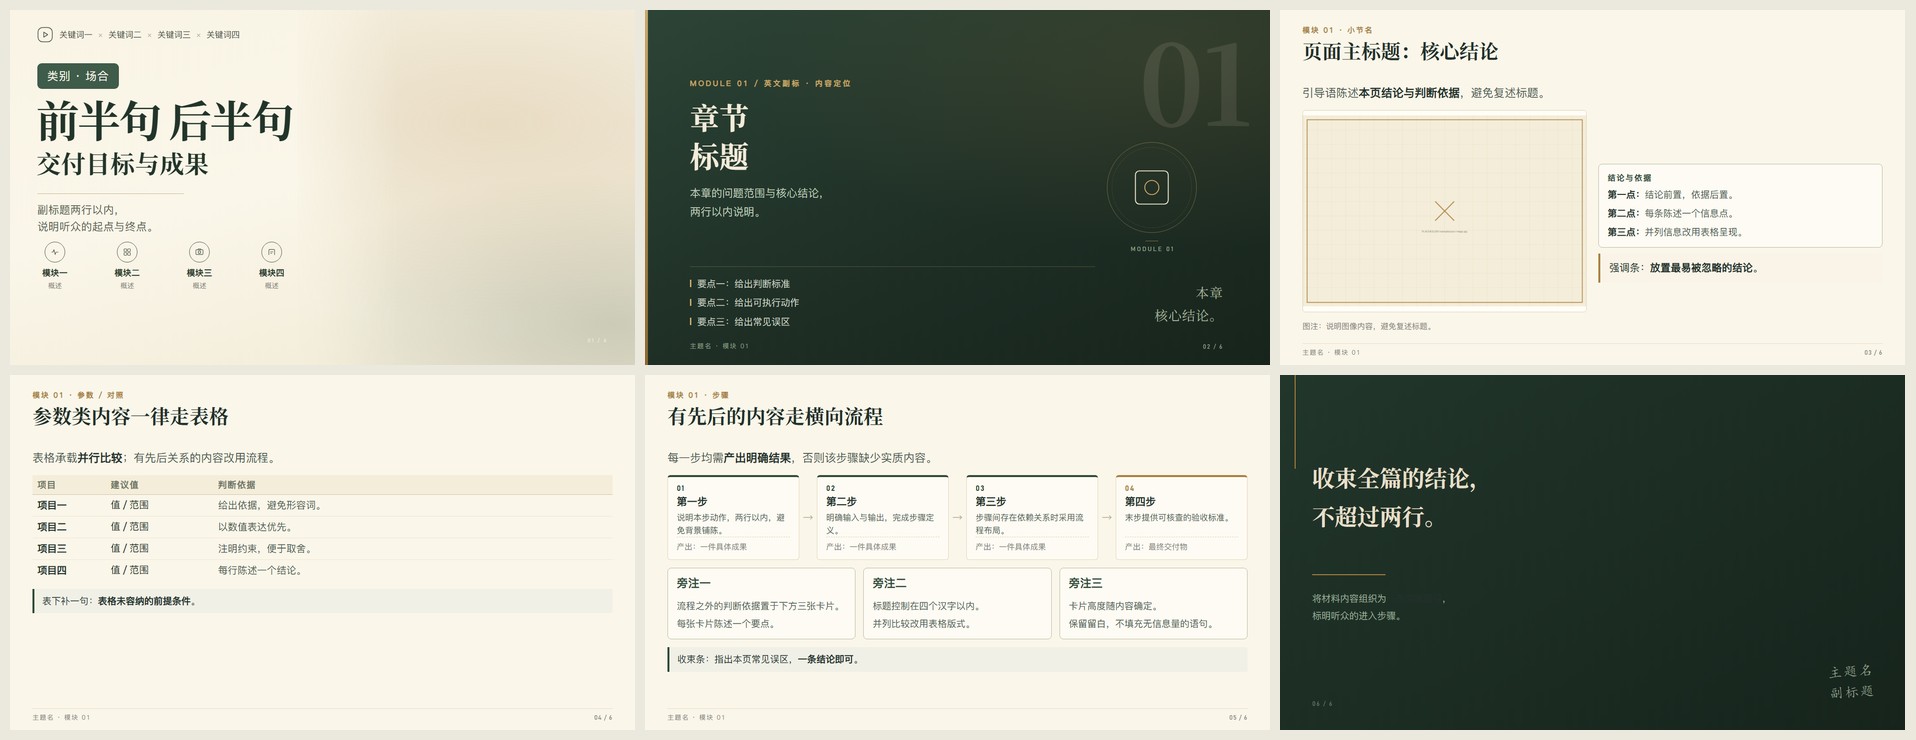 关键词一 × 关键词二 × 关键词三 × 关键词四
类别 · 场合
前半句 后半句
交付目标与成果
副标题两行以内，
说明听众的起点与终点。
模块一 模块二 模块三 模块四
概述 概述 概述 概述
01
MODULE 01 / 英文副标 · 内容定位
章节
标题
本章的问题范围与核心结论，
两行以内说明。
MODULE 01
要点一：给出判断标准
要点二：给出可执行动作
要点三：给出常见误区
本章
核心结论。
主题名 · 模块 01
02 / 6
模块 01 · 小节名
页面主标题：核心结论
引导语陈述本页结论与判断依据，避免复述标题。
结论与依据
第一点：结论前置，依据后置。
第二点：每条陈述一个信息点。
第三点：并列信息改用表格呈现。
强调条：放置最易被忽略的结论。
图注：说明图像内容，避免复述标题。
主题名 · 模块 01
03 / 6
模块 01 · 参数 / 对照
参数类内容一律走表格
表格承载并行比较；有先后关系的内容改用流程。
项目 建议值 判断依据
项目一 值 / 范围 给出依据，避免形容词。
项目二 值 / 范围 以数值表达优先。
项目三 值 / 范围 注明约束，便于取舍。
项目四 值 / 范围 每行陈述一个结论。
表下补一句：表格未容纳的前提条件。
主题名 · 模块 01
04 / 6
模块 01 · 步骤
有先后的内容走横向流程
每一步均需产出明确结果，否则该步骤缺少实质内容。
01
第一步
说明本步动作，两行以内，避
免背景铺陈。
产出：一件具体成果
→
02
第二步
明确输入与输出，完成步骤定
义。
产出：一件具体成果
→
03
第三步
步骤间存在依赖关系时采用流
程布局。
产出：一件具体成果
→
04
第四步
末步提供可核查的验收标准。
产出：最终交付物
旁注一
流程之外的判断依据置于下方三张卡片。
每张卡片陈述一个要点。
旁注二
标题控制在四个汉字以内。
并列比较改用表格版式。
旁注三
卡片高度随内容确定。
保留留白，不填充无信息量的语句。
收束条：指出本页常见误区，一条结论即可。
主题名 · 模块 01
05 / 6
收束全篇的结论，
不超过两行。
将材料内容组织为 ，
标明听众的进入步骤。
主题名
副标题
06 / 6